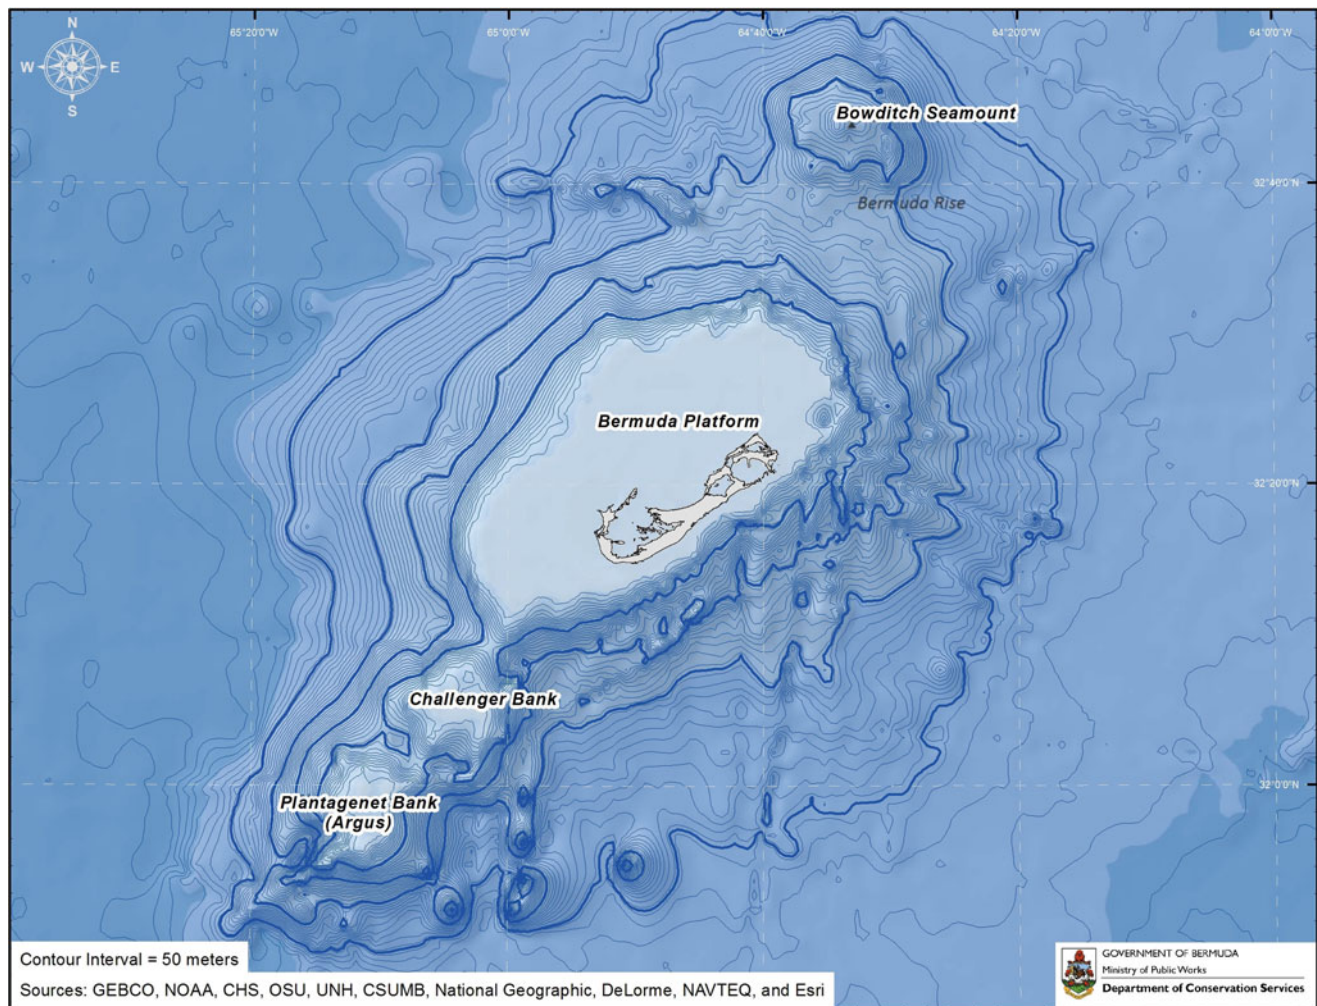 65°20'0"W
65°0'0"W
64°40'0"W
64°20'0"W
64°0'0"W
N
W
E
S
Bowditch Seamount
32°40'0"N
Bermuda Rise
Bermuda Platform
32°20'0"N
Challenger Bank
32°0'0"N
Plantagenet Bank
(Argus)
Contour Interval = 50 meters
Sources: GEBCO, NOAA, CHS, OSU, UNH, CSUMB, National Geographic, DeLorme, NAVTEQ, and Esri
GOVERNMENT OF BERMUDA
Ministry of Public Works
Department of Conservation Services